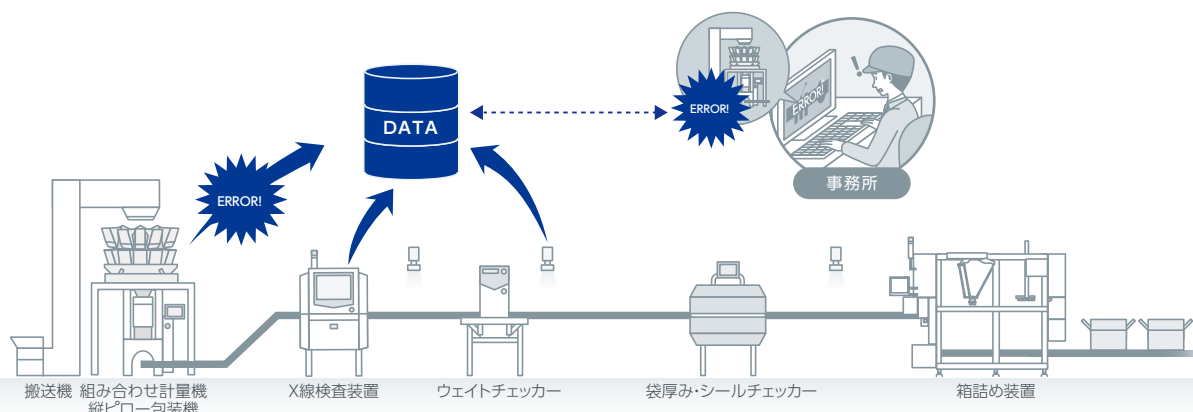 ERROR!
DATA
ERROR!
ERROR!
事務所
搬送機
組み合わせ計量機
縦ピロー包装機
X線検査装置
ウェイトチェッカー
袋厚み・シールチェッカー
箱詰め装置